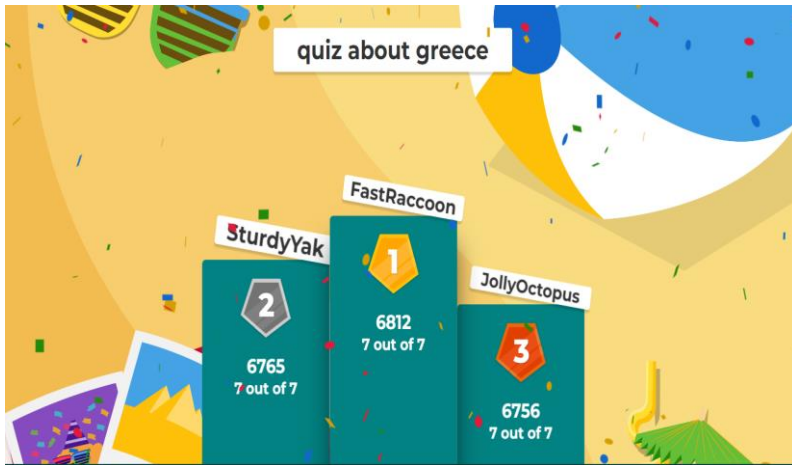 quiz about greece
FastRaccoon
1
6812
7 out of 7
SturdyYak
2
6765
7 out of 7
JollyOctopus
3
6756
7 out of 7